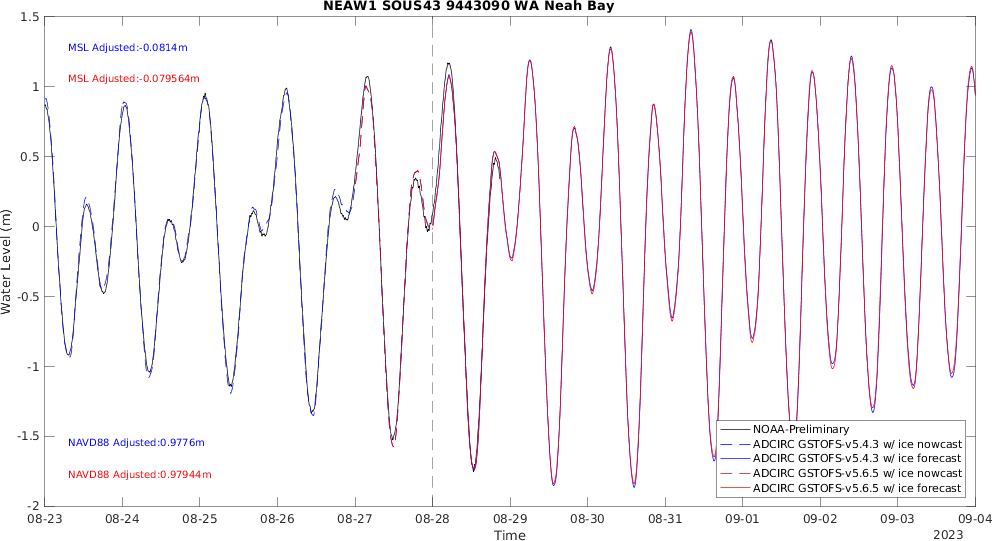 NEAW1 SOUS43 9443090 WA Neah Bay
1.5
MSL Adjusted:-0.0814m
MSL Adjusted:-0.079564m
1
0.5
0
-0.5
-1
-1.5
-2
Water Level (m)
NAVD88 Adjusted:0.9776m
NAVD88 Adjusted:0.97944m
NOAA-Preliminary
ADCIRC GSTOFS-v5.4.3 w/ ice nowcast
ADCIRC GSTOFS-v5.4.3 w/ ice forecast
ADCIRC GSTOFS-v5.6.5 w/ ice nowcast
ADCIRC GSTOFS-v5.6.5 w/ ice forecast
08-23 08-24 08-25 08-26 08-27 08-28 08-29 08-30 08-31 09-01 09-02 09-03 09-04
Time
2023